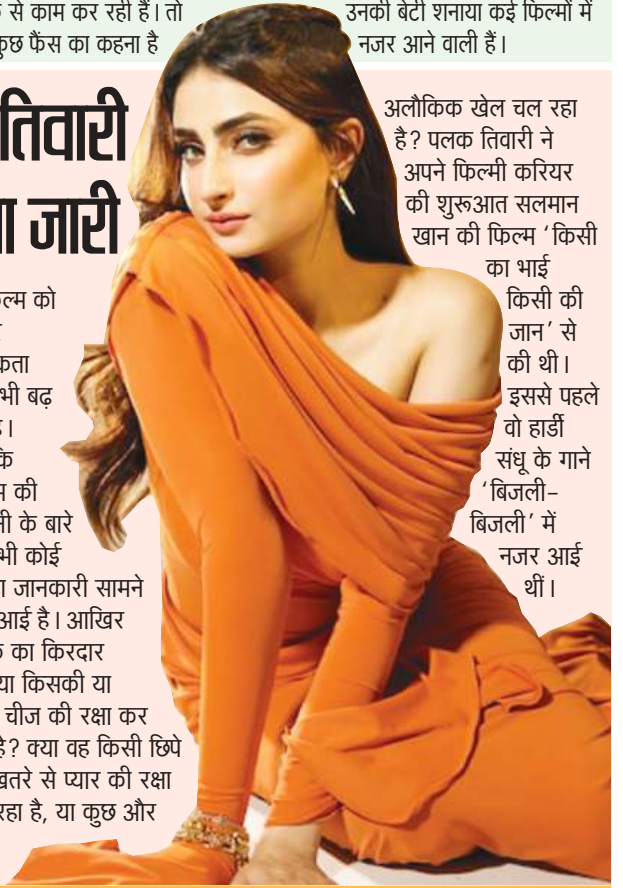 से काम कर रही हैं। तो
कुछ फैंस का कहना है
उनकी बेटी शनाया कई फिल्मों में
नजर आने वाली हैं।
तिवारी
जारी
को
भी बढ़
की
के बारे
भी कोई
जानकारी सामने
आई है। आखिर
का किरदार
या किसकी या
चीज की रक्षा कर
है? क्या वह किसी छिपे
खतरे से प्यार की रक्षा
रहा है, या कुछ और
अलौकिक खेल चल रहा
है? पलक तिवारी ने
अपने फिल्मी करियर
की शुरूआत सलमान
खान की फिल्म ‘किसी
का भाई
किसी की
जान’ से
की थी।
इससे पहले
वो हार्डी
संधू के गाने
‘बिजली–
बिजली’ में
नजर आई
थीं।